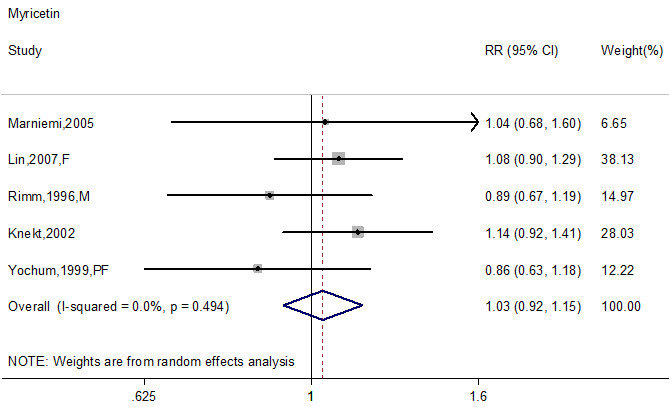 Myricetin
Study RR (95% CI) Weight(%)
Marniemi,2005 1.04 (0.68, 1.60) 6.65
Lin,2007,F 1.08 (0.90, 1.29) 38.13
Rimm,1996,M 0.89 (0.67, 1.19) 14.97
Knekt,2002 1.14 (0.92, 1.41) 28.03
Yochum,1999,PF 0.86 (0.63, 1.18) 12.22
Overall (I-squared = 0.0%, p = 0.494) 1.03 (0.92, 1.15) 100.00
NOTE: Weights are from random effects analysis
.625 1 1.6